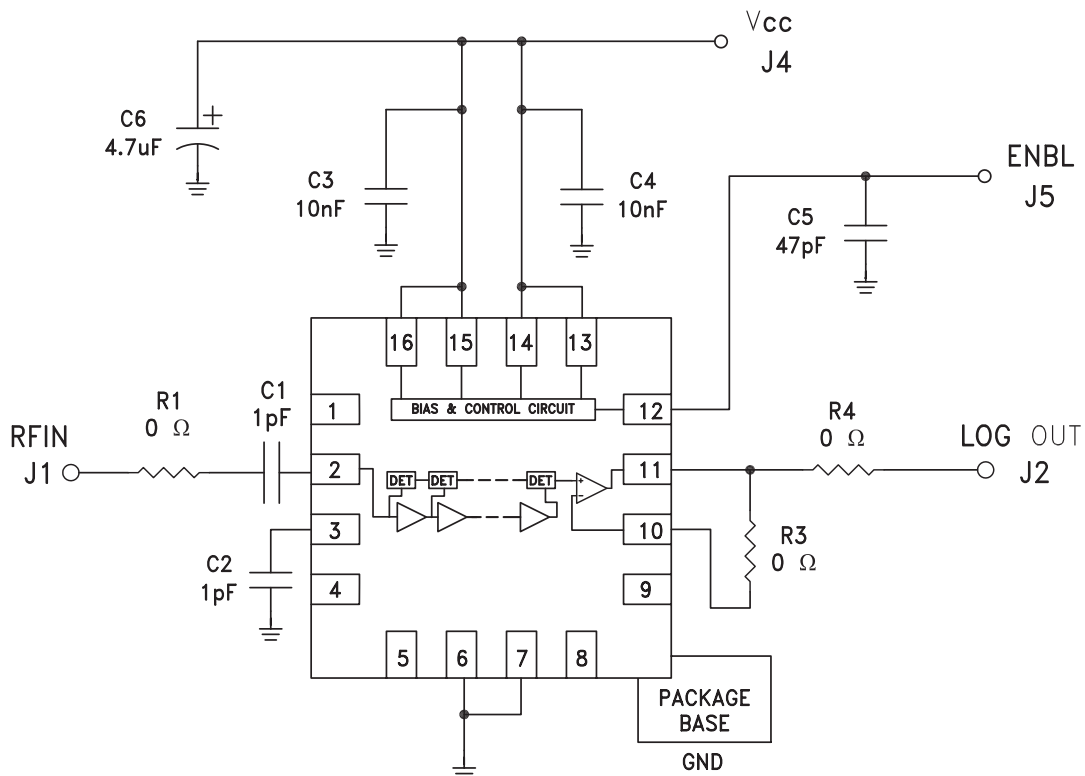 Vcc
J4
C6
4.7uF
+
C3
10nF
C4
10nF
ENBL
J5
C5
47pF
16
15
14
13
BIAS & CONTROL CIRCUIT
1
12
R1
0 Ω
C1
1pF
RFIN
J1
2
DET
DET
DET
+
−
11
R4
0 Ω
LOG OUT
J2
3
10
R3
0 Ω
C2
1pF
4
9
5
6
7
8
PACKAGE
BASE
GND